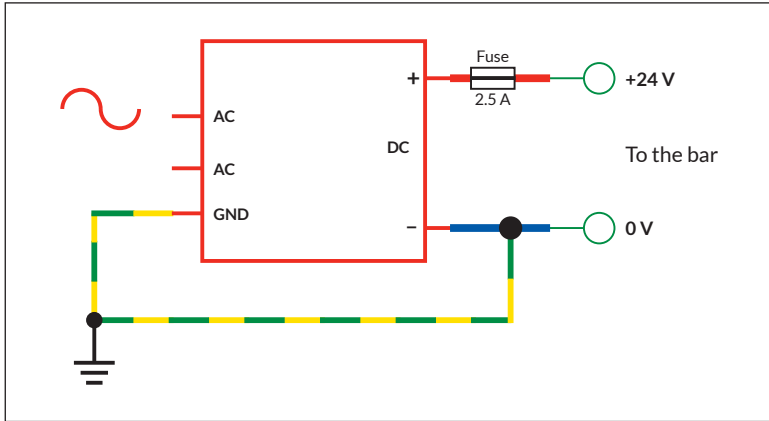 Fuse
+
2.5 A
+24 V
AC
DC
To the bar
AC
GND
−
0 V